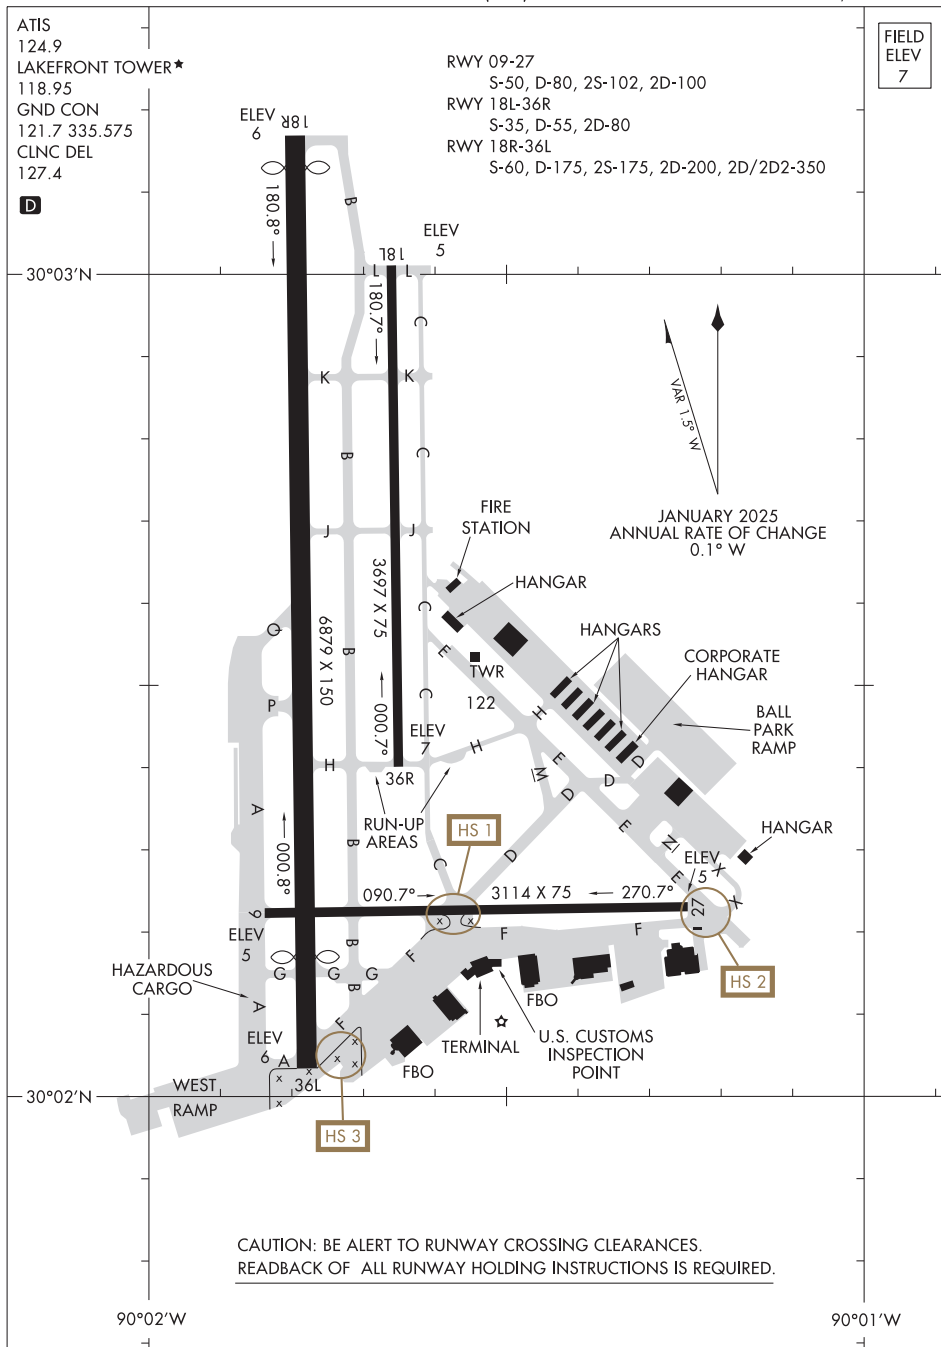 ATIS
124.9
LAKEFRONT TOWER★
118.95
GND CON
121.7 335.575
CLNC DEL
127.4
D
RWY 09-27
S-50, D-80, 2S-102, 2D-100
RWY 18L-36R
S-35, D-55, 2D-80
RWY 18R-36L
S-60, D-175, 2S-175, 2D-200, 2D/2D2-350
FIELD
ELEV
7
ELEV
6
18R
180.8°
B
ELEV
5
18L
30°03'N
L
L
180.7°
C
VAR 1.5° W
K
K
B
C
JANUARY 2025
ANNUAL RATE OF CHANGE
0.1° W
FIRE
STATION
J
J
3697 X 75
HANGAR
C
Q
6879 X 150
B
E
HANGARS
TWR
122
CORPORATE
HANGAR
P
C
000.7°
H
BALL
PARK
RAMP
ELEV
7
H
E
D
H
36R
M
D
D
RUN-UP
AREAS
A
HS 1
E
HANGAR
000.8°
B
C
D
N
ELEV
5
X
E
090.7°
3114 X 75
270.7°
X
9
27
ELEV
5
B
F
F
F
HAZARDOUS
CARGO
G
G
G
HS 2
A
B
FBO
F
ELEV
6
A
TERMINAL
U.S. CUSTOMS
INSPECTION
POINT
FBO
WEST
RAMP
36L
x
x
x
x
x
x
x
x
30°02'N
HS 3
CAUTION: BE ALERT TO RUNWAY CROSSING CLEARANCES.
READBACK OF ALL RUNWAY HOLDING INSTRUCTIONS IS REQUIRED.
90°02'W
90°01'W